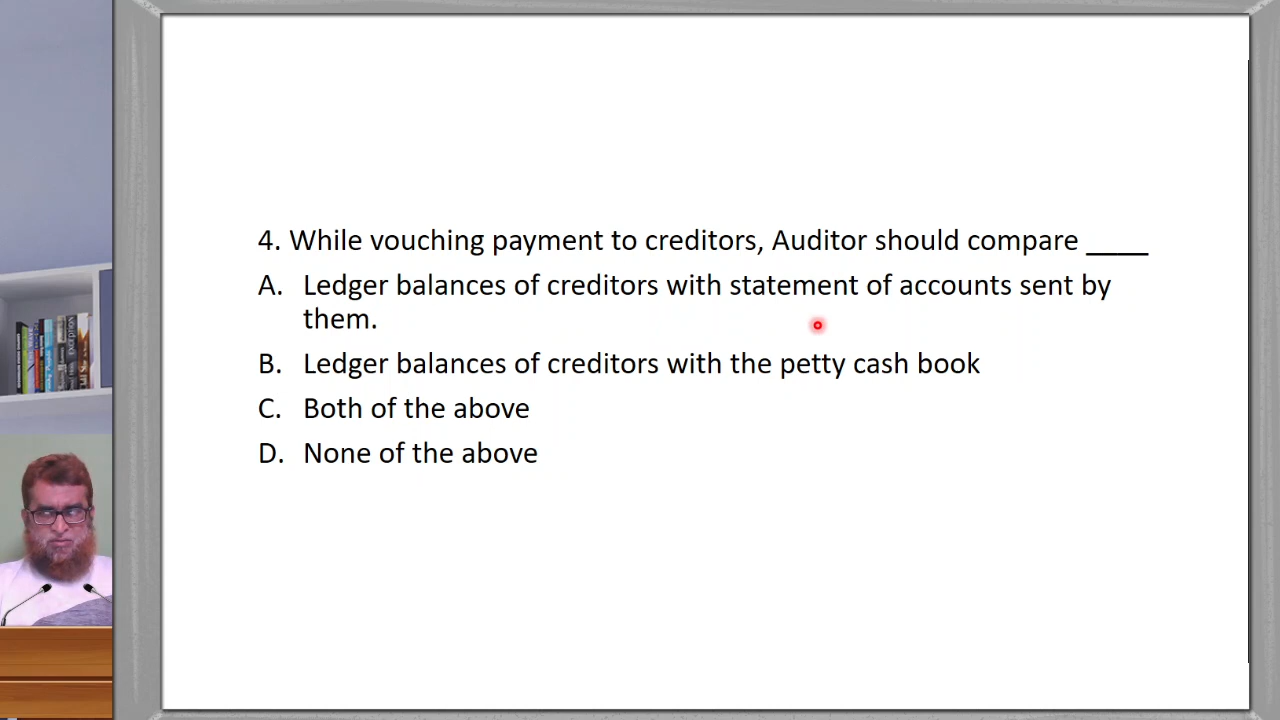 4. While vouching payment to creditors, Auditor should compare ____
A. Ledger balances of creditors with statement of accounts sent by
them.
B. Ledger balances of creditors with the petty cash book
C. Both of the above
D. None of the above